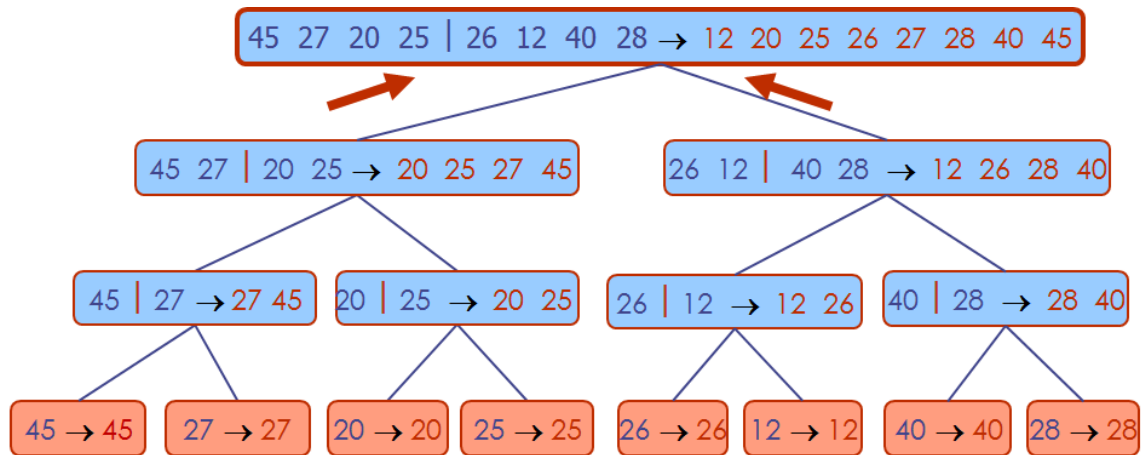 45 27 20 25 | 26 12 40 28 → 12 20 25 26 27 28 40 45
45 27 | 20 25 → 20 25 27 45
26 12 | 40 28 → 12 26 28 40
45 | 27 → 27 45
20 | 25 → 20 25
26 | 12 → 12 26
40 | 28 → 28 40
45 → 45
27 → 27
20 → 20
25 → 25
26 → 26
12 → 12
40 → 40
28 → 28